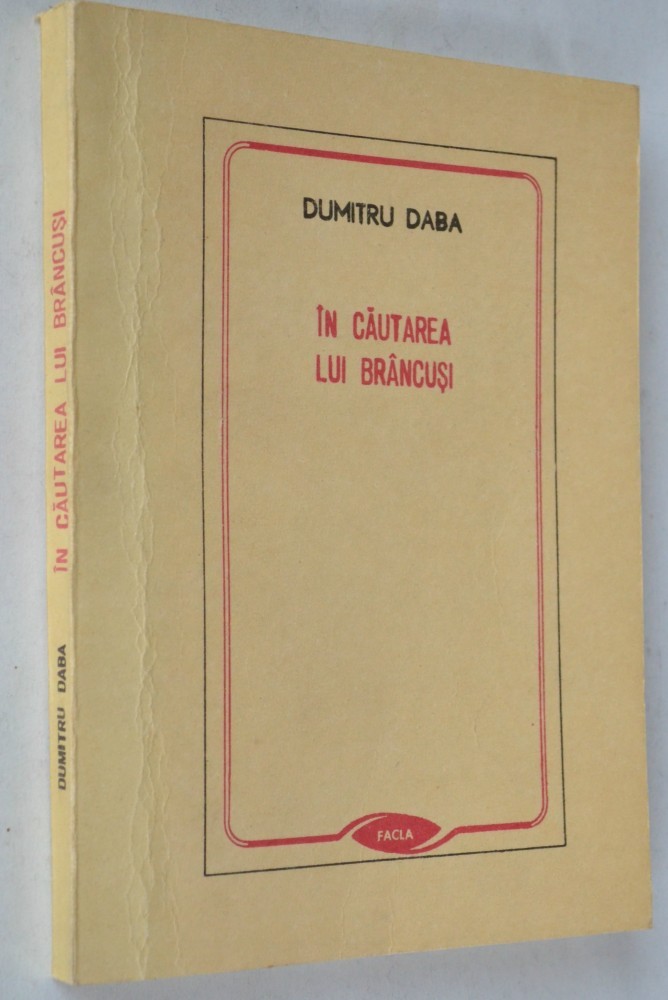 DUMITRU DABA
ÎN CĂUTAREA
LUI BRÂNCUȘI
FACLA
DUMITRU DABA ÎN CĂUTAREA LUI BRÂNCUȘI